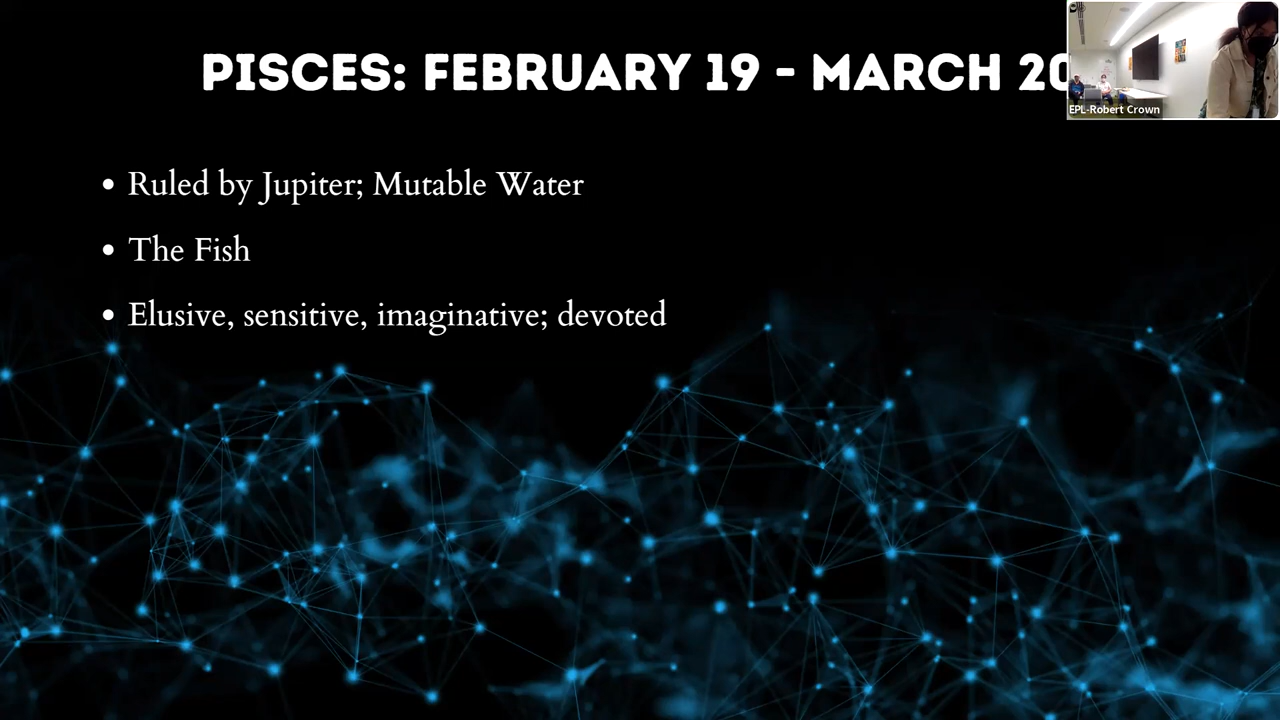 PISCES: FEBRUARY 19 - MARCH 20
EPL-Robert Crown
• Ruled by Jupiter; Mutable Water
• The Fish
• Elusive, sensitive, imaginative; devoted